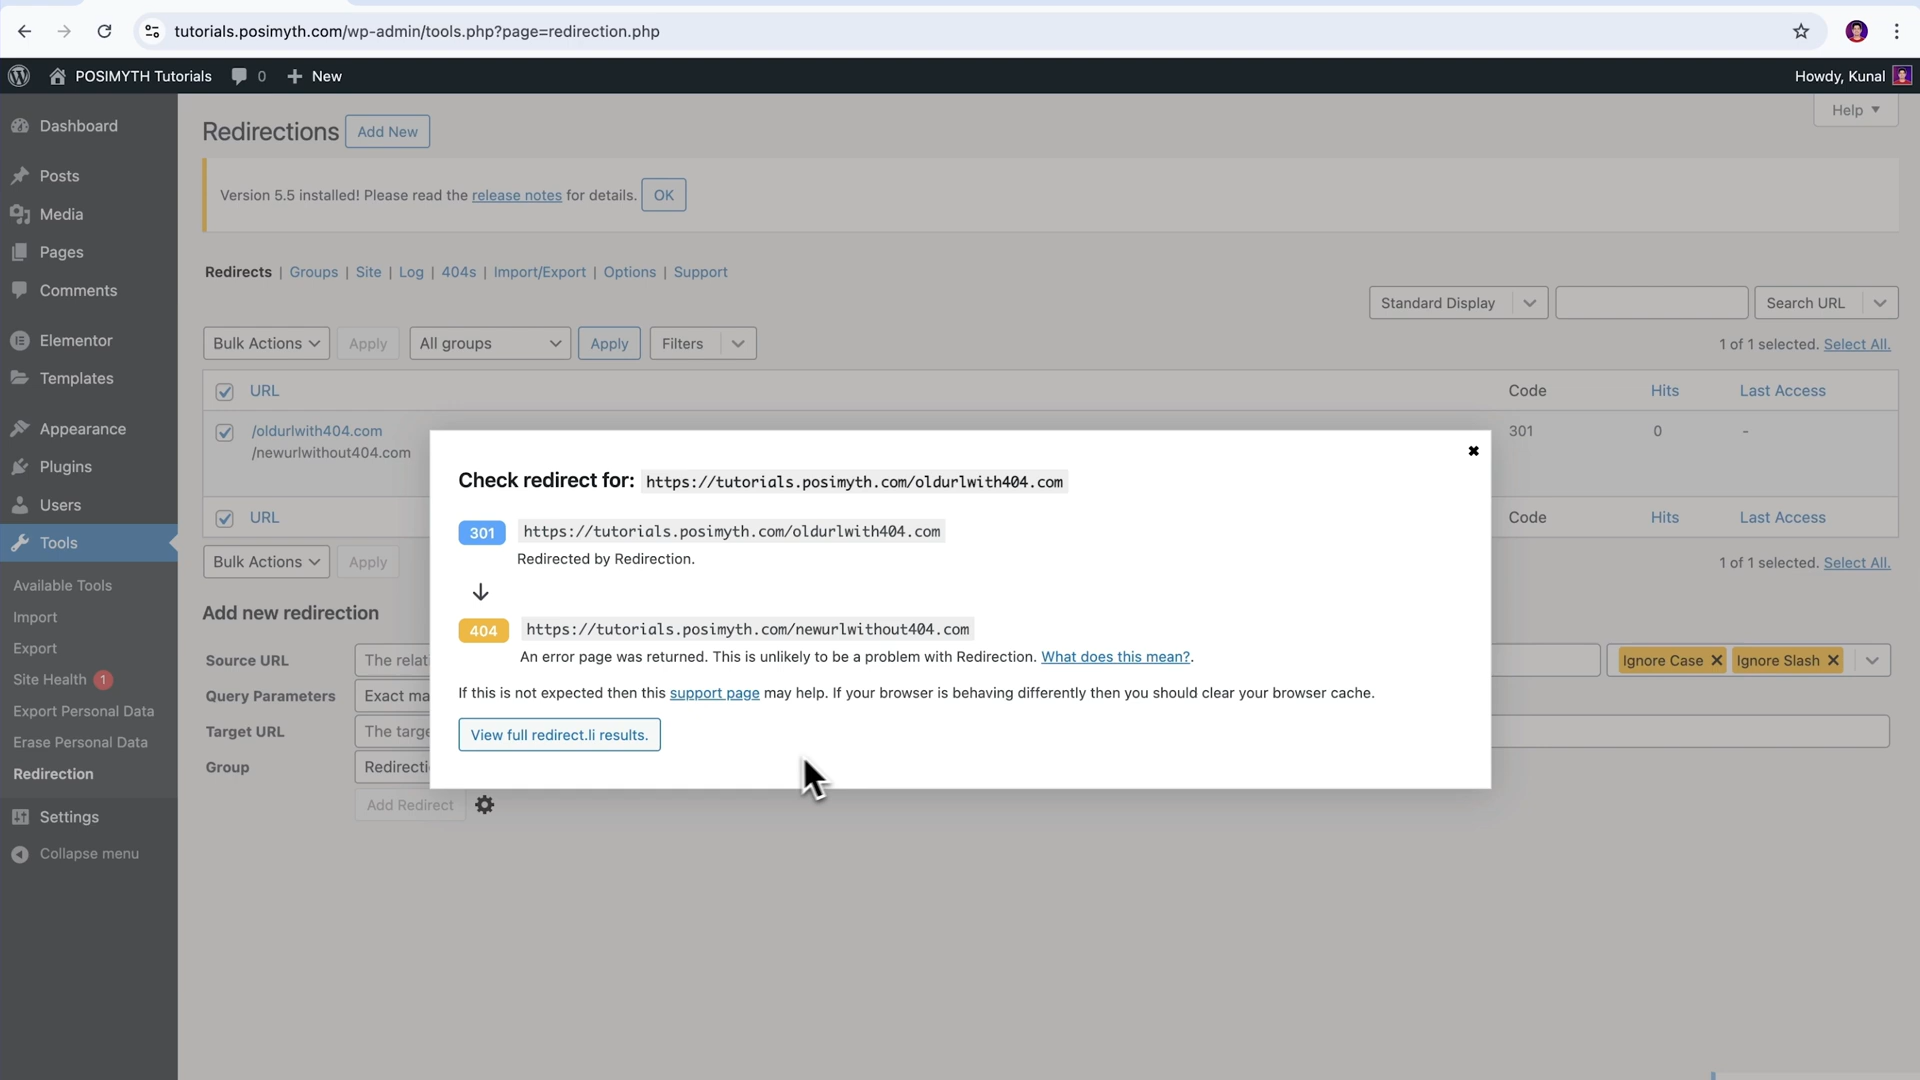 tutorials.posimyth.com/wp-admin/tools.php?page=redirection.php
POSIMYTH Tutorials 0 New Howdy, Kunal
Help
Dashboard
Posts
Media
Pages
Comments
Elementor
Templates
Appearance
Plugins
Users
Tools
Available Tools
Import
Export
Site Health 1
Export Personal Data
Erase Personal Data
Redirection
Settings
Collapse menu
Redirections Add New
Version 5.5 installed! Please read the release notes for details. OK
Redirects | Groups | Site | Log | 404s | Import/Export | Options | Support
Standard Display Search URL
Bulk Actions Apply All groups Apply Filters 1 of 1 selected. Select All.
URL Code Hits Last Access
/oldurlwith404.com 301 0 -
/newurlwithout404.com
URL Code Hits Last Access
Bulk Actions Apply 1 of 1 selected. Select All.
Add new redirection
Source URL The relat Ignore Case Ignore Slash
Query Parameters Exact ma
Target URL The targe
Group Redirecti
Add Redirect
Check redirect for: https://tutorials.posimyth.com/oldurlwith404.com
301 https://tutorials.posimyth.com/oldurlwith404.com
Redirected by Redirection.
404 https://tutorials.posimyth.com/newurlwithout404.com
An error page was returned. This is unlikely to be a problem with Redirection. What does this mean?.
If this is not expected then this support page may help. If your browser is behaving differently then you should clear your browser cache.
View full redirect.li results.